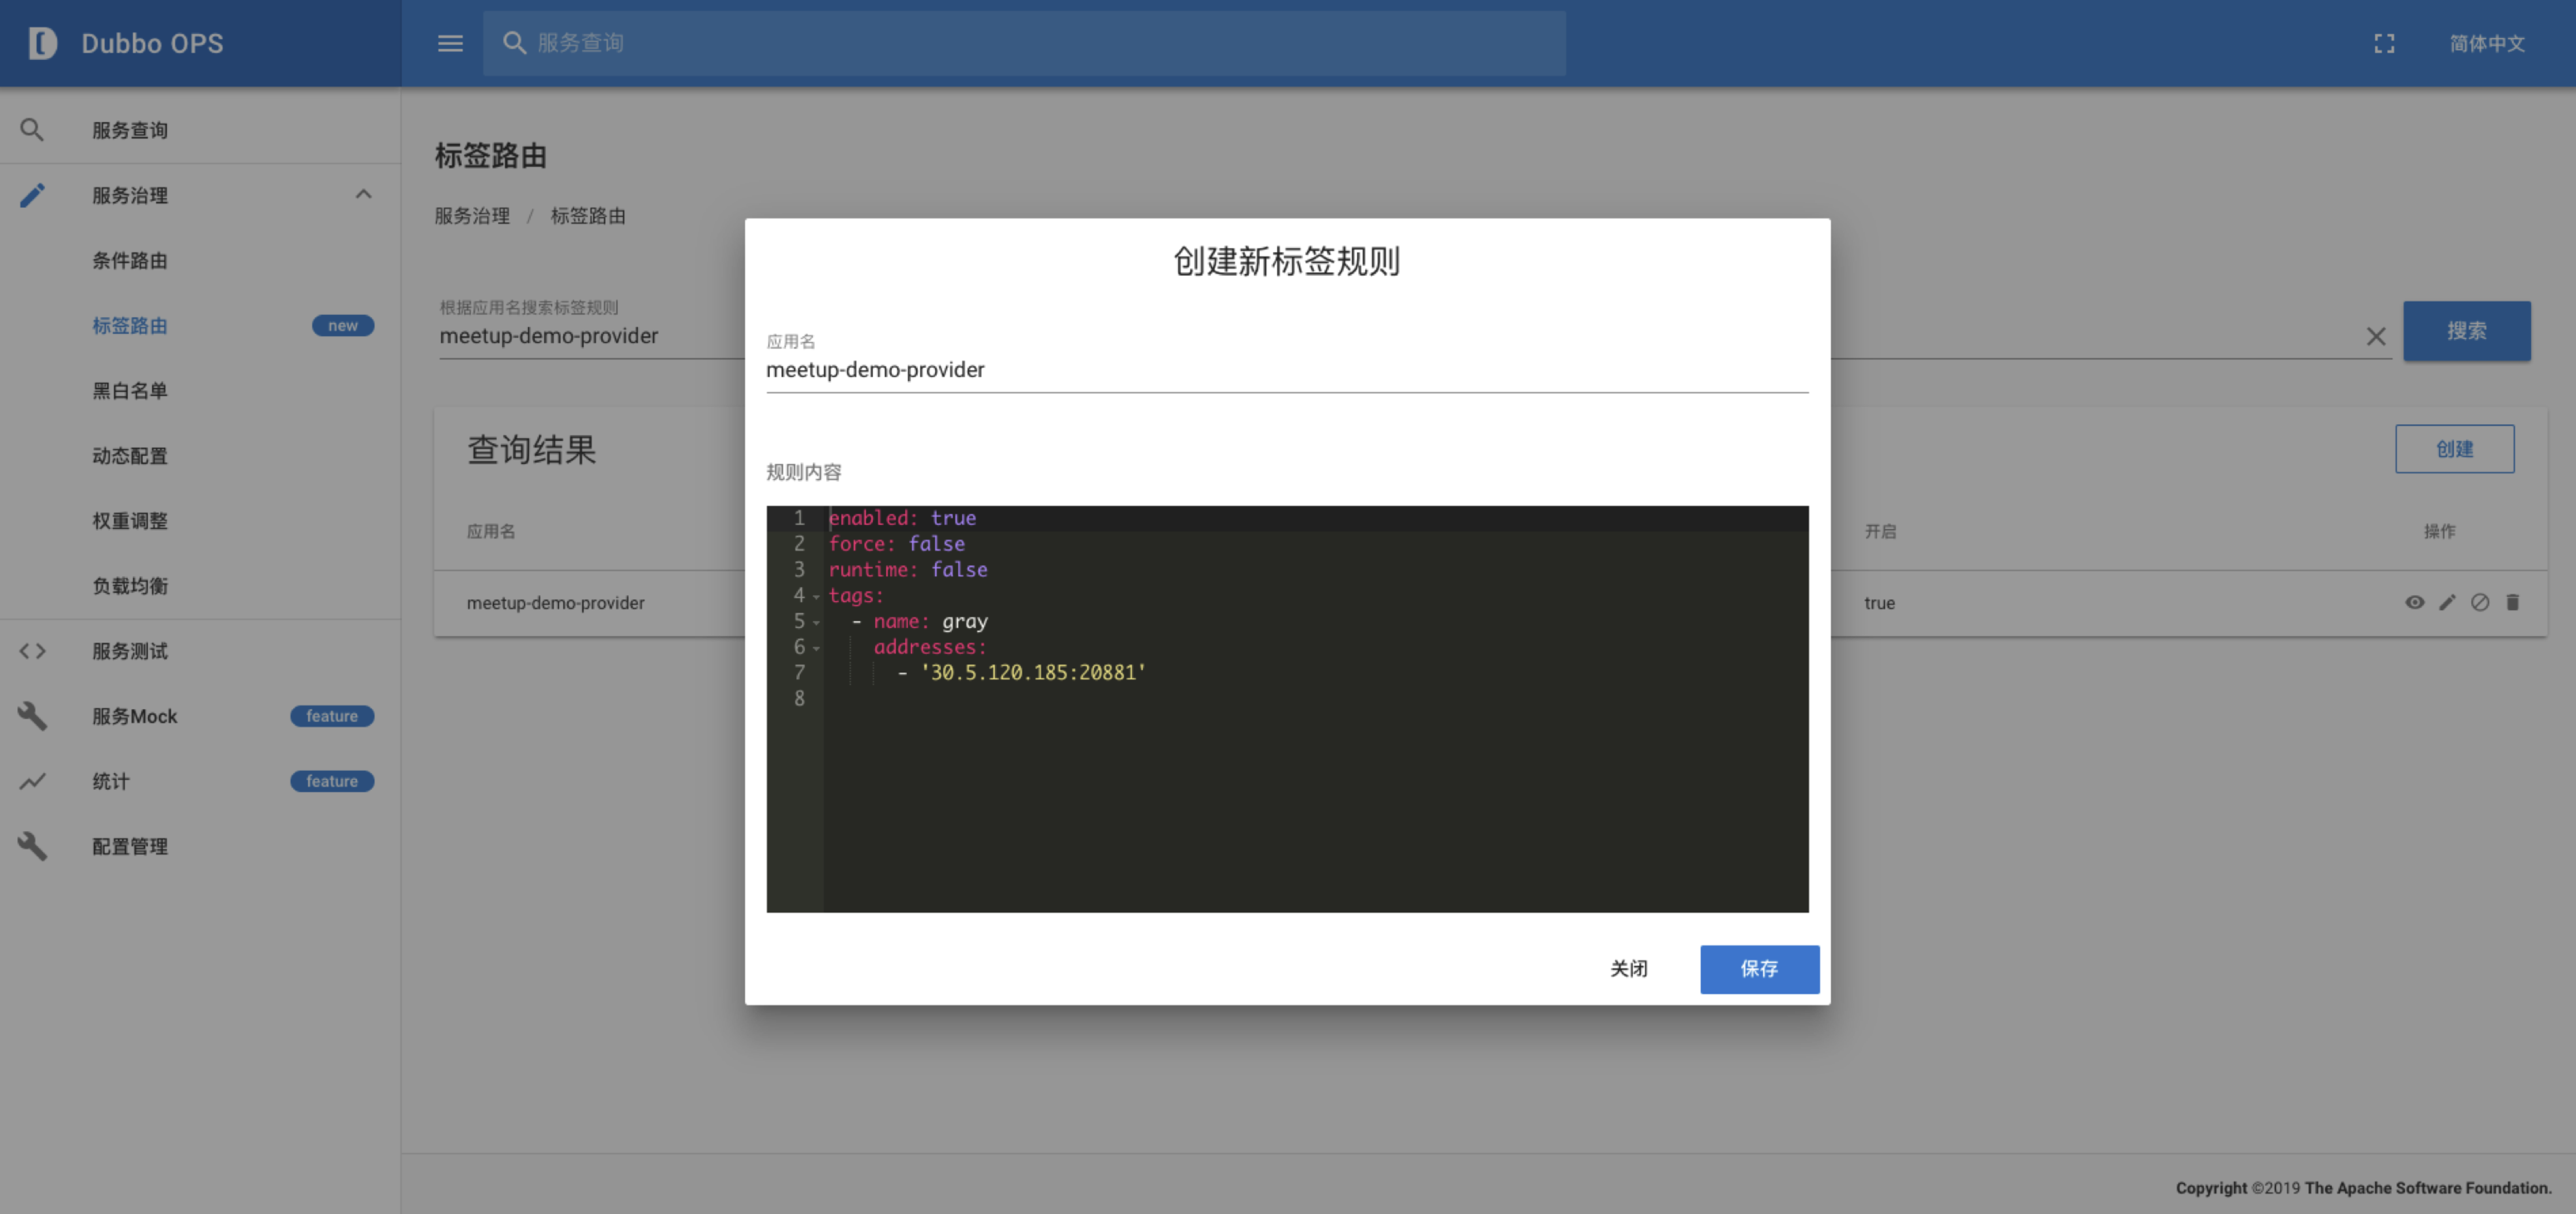 Dubbo OPS
服务查询
简体中文
服务查询
服务治理
条件路由
标签路由 new
黑白名单
动态配置
权重调整
负载均衡
服务测试
服务Mock feature
统计 feature
配置管理
标签路由
服务治理 / 标签路由
根据应用名搜索标签规则
meetup-demo-provider
搜索
查询结果
创建
应用名 开启 操作
meetup-demo-provider true
创建新标签规则
应用名
meetup-demo-provider
规则内容
1 enabled: true
2 force: false
3 runtime: false
4 tags:
5 - name: gray
6 addresses:
7 - '30.5.120.185:20881'
8
关闭 保存
Copyright ©2019 The Apache Software Foundation.